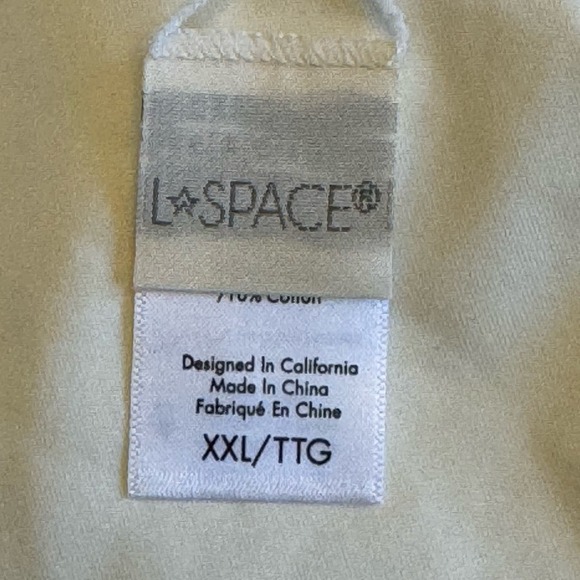 L☆SPACE®
Designed In California
Made In China
Fabriqué En Chine
XXL/TTG